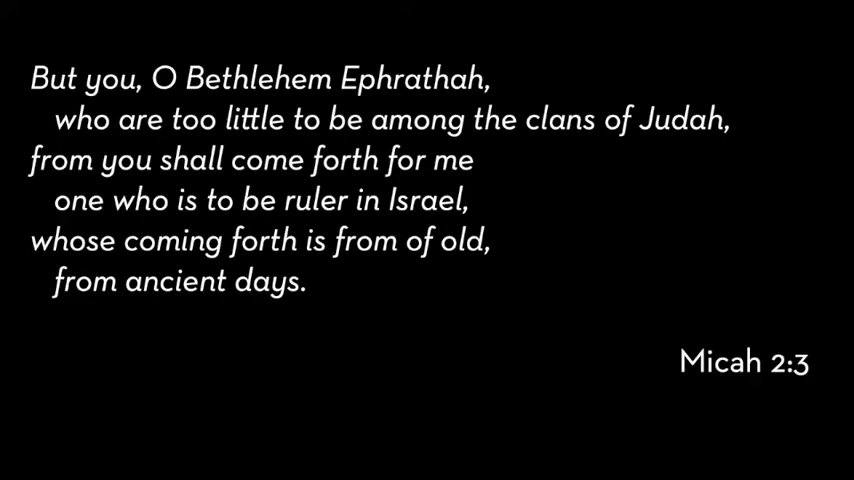 But you, O Bethlehem Ephrathah,
who are too little to be among the clans of Judah,
from you shall come forth for me
one who is to be ruler in Israel,
whose coming forth is from of old,
from ancient days.
Micah 2:3